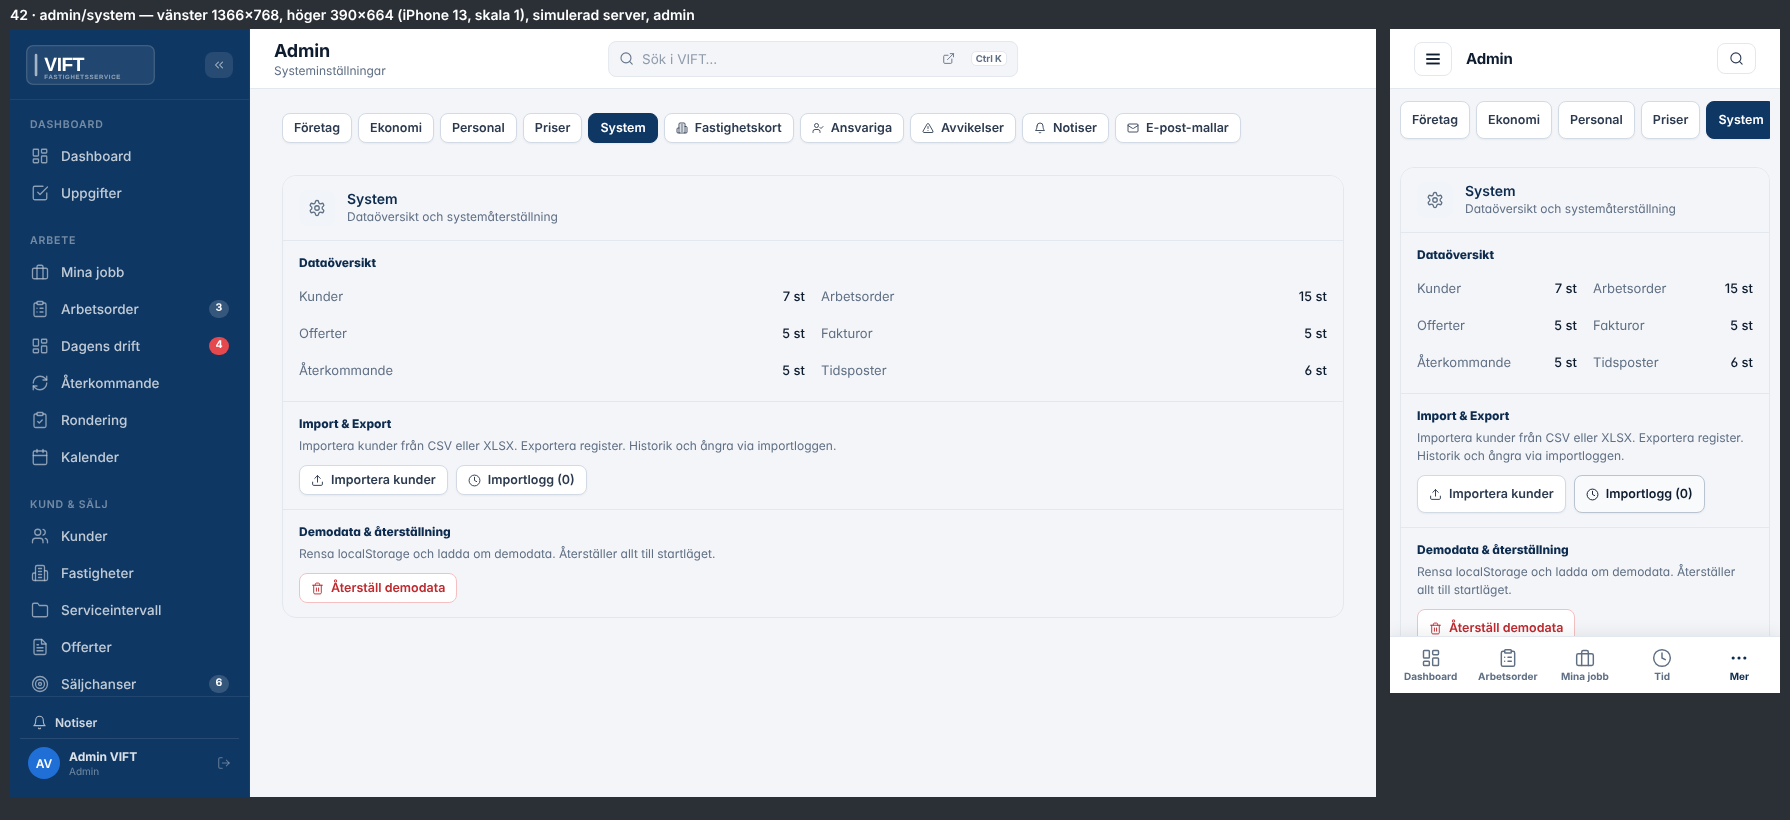 42 · admin/system — vänster 1366×768, höger 390×664 (iPhone 13, skala 1), simulerad server, admin
VIFT
FASTIGHETSSERVICE
DASHBOARD
Dashboard
Uppgifter
ARBETE
Mina jobb
Arbetsorder 3
Dagens drift 4
Återkommande
Rondering
Kalender
KUND & SÄLJ
Kunder
Fastigheter
Serviceintervall
Offerter
Säljchanser 6
Notiser
AV Admin VIFT
Admin
Admin
Systeminställningar
Sök i VIFT... Ctrl K
Företag Ekonomi Personal Priser System Fastighetskort Ansvariga Avvikelser Notiser E-post-mallar
System
Dataöversikt och systemåterställning
Dataöversikt
Kunder 7 st Arbetsorder 15 st
Offerter 5 st Fakturor 5 st
Återkommande 5 st Tidsposter 6 st
Import & Export
Importera kunder från CSV eller XLSX. Exportera register. Historik och ångra via importloggen.
Importera kunder Importlogg (0)
Demodata & återställning
Rensa localStorage och ladda om demodata. Återställer allt till startläget.
Återställ demodata
Admin
Företag Ekonomi Personal Priser System
System
Dataöversikt och systemåterställning
Dataöversikt
Kunder 7 st Arbetsorder 15 st
Offerter 5 st Fakturor 5 st
Återkommande 5 st Tidsposter 6 st
Import & Export
Importera kunder från CSV eller XLSX. Exportera register.
Historik och ångra via importloggen.
Importera kunder Importlogg (0)
Demodata & återställning
Rensa localStorage och ladda om demodata. Återställer
allt till startläget.
Återställ demodata
Dashboard Arbetsorder Mina jobb Tid Mer